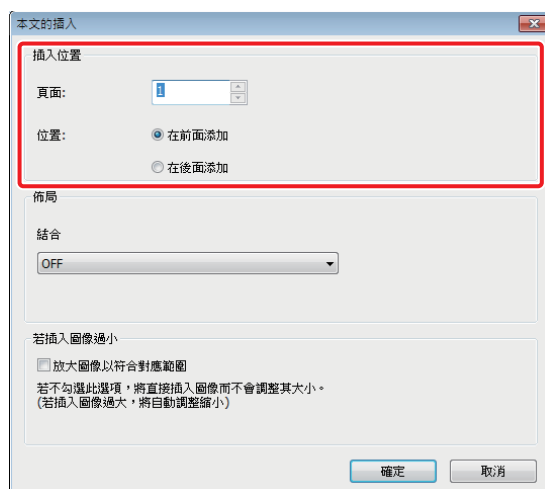 本文的插入
插入位置
頁面:
1
位置:
在前面添加
在後面添加
佈局
結合
OFF
若插入圖像過小
放大圖像以符合對應範圍
若不勾選此選項，將直接插入圖像而不會調整其大小。
(若插入圖像過大，將自動調整縮小)
確定
取消